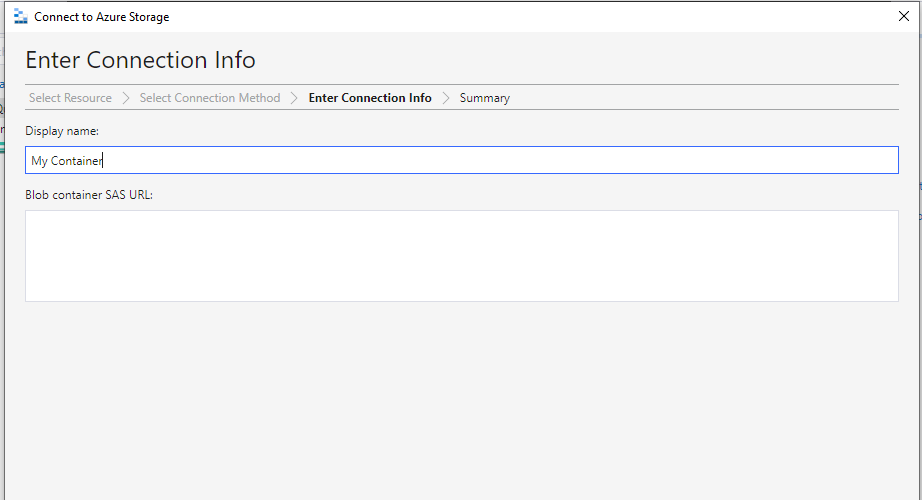 Connect to Azure Storage
Enter Connection Info
Select Resource
Select Connection Method
Enter Connection Info
Summary
Display name:
My Container
Blob container SAS URL: